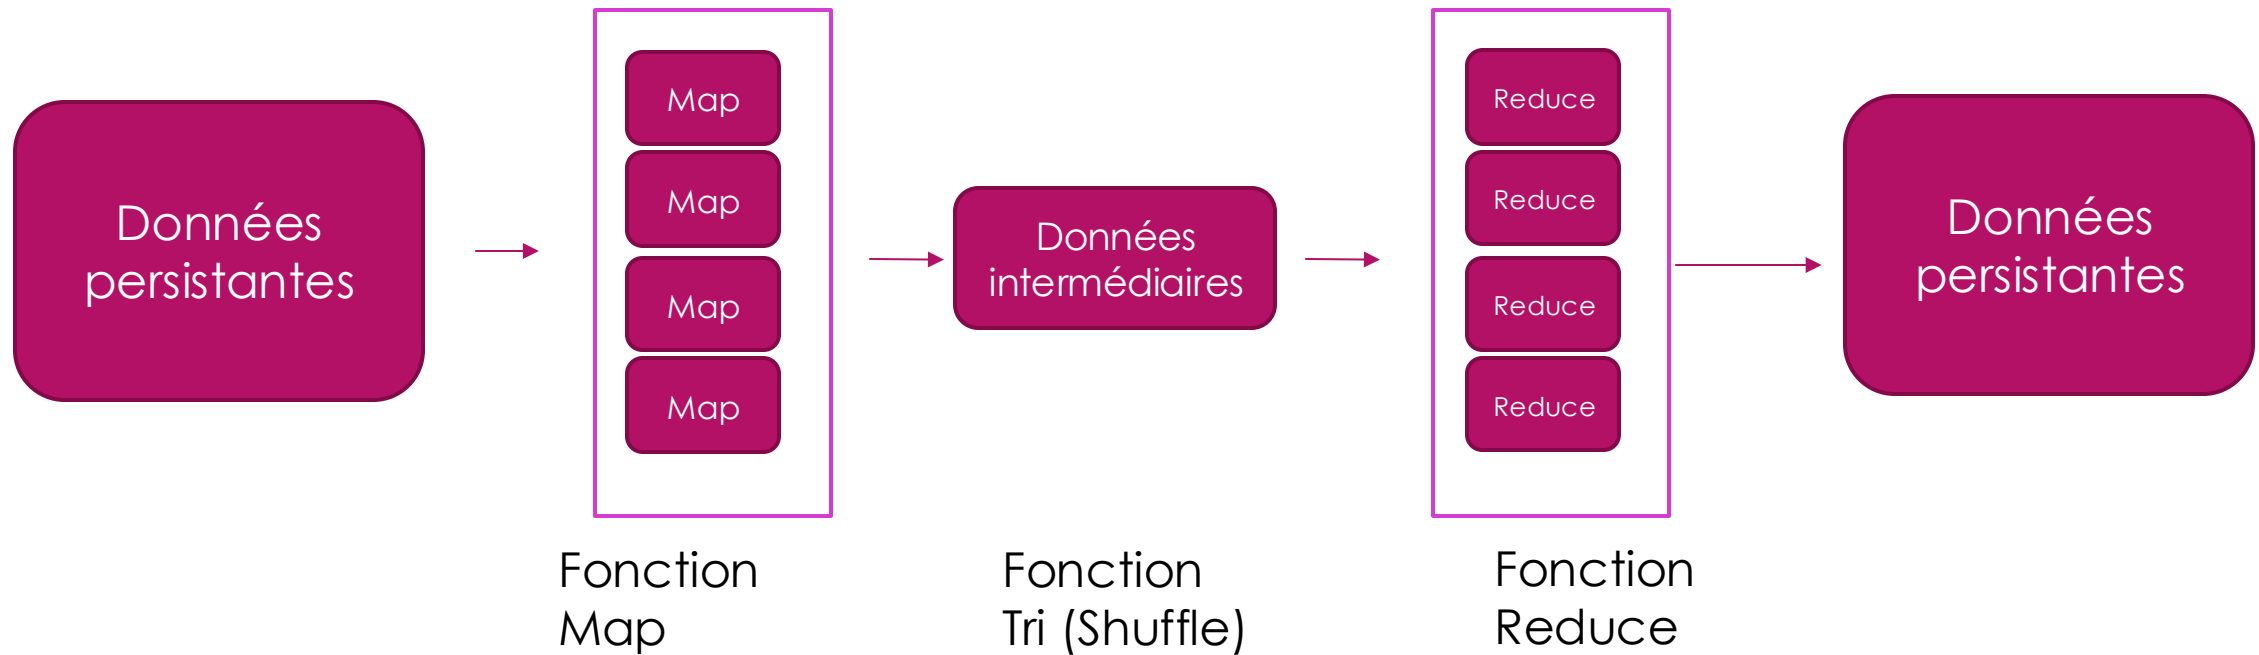 Données
persistantes
Map
Map
Map
Map
Données
intermédiaires
Reduce
Reduce
Reduce
Reduce
Données
persistantes
Fonction
Map
Fonction
Tri (Shuffle)
Fonction
Reduce